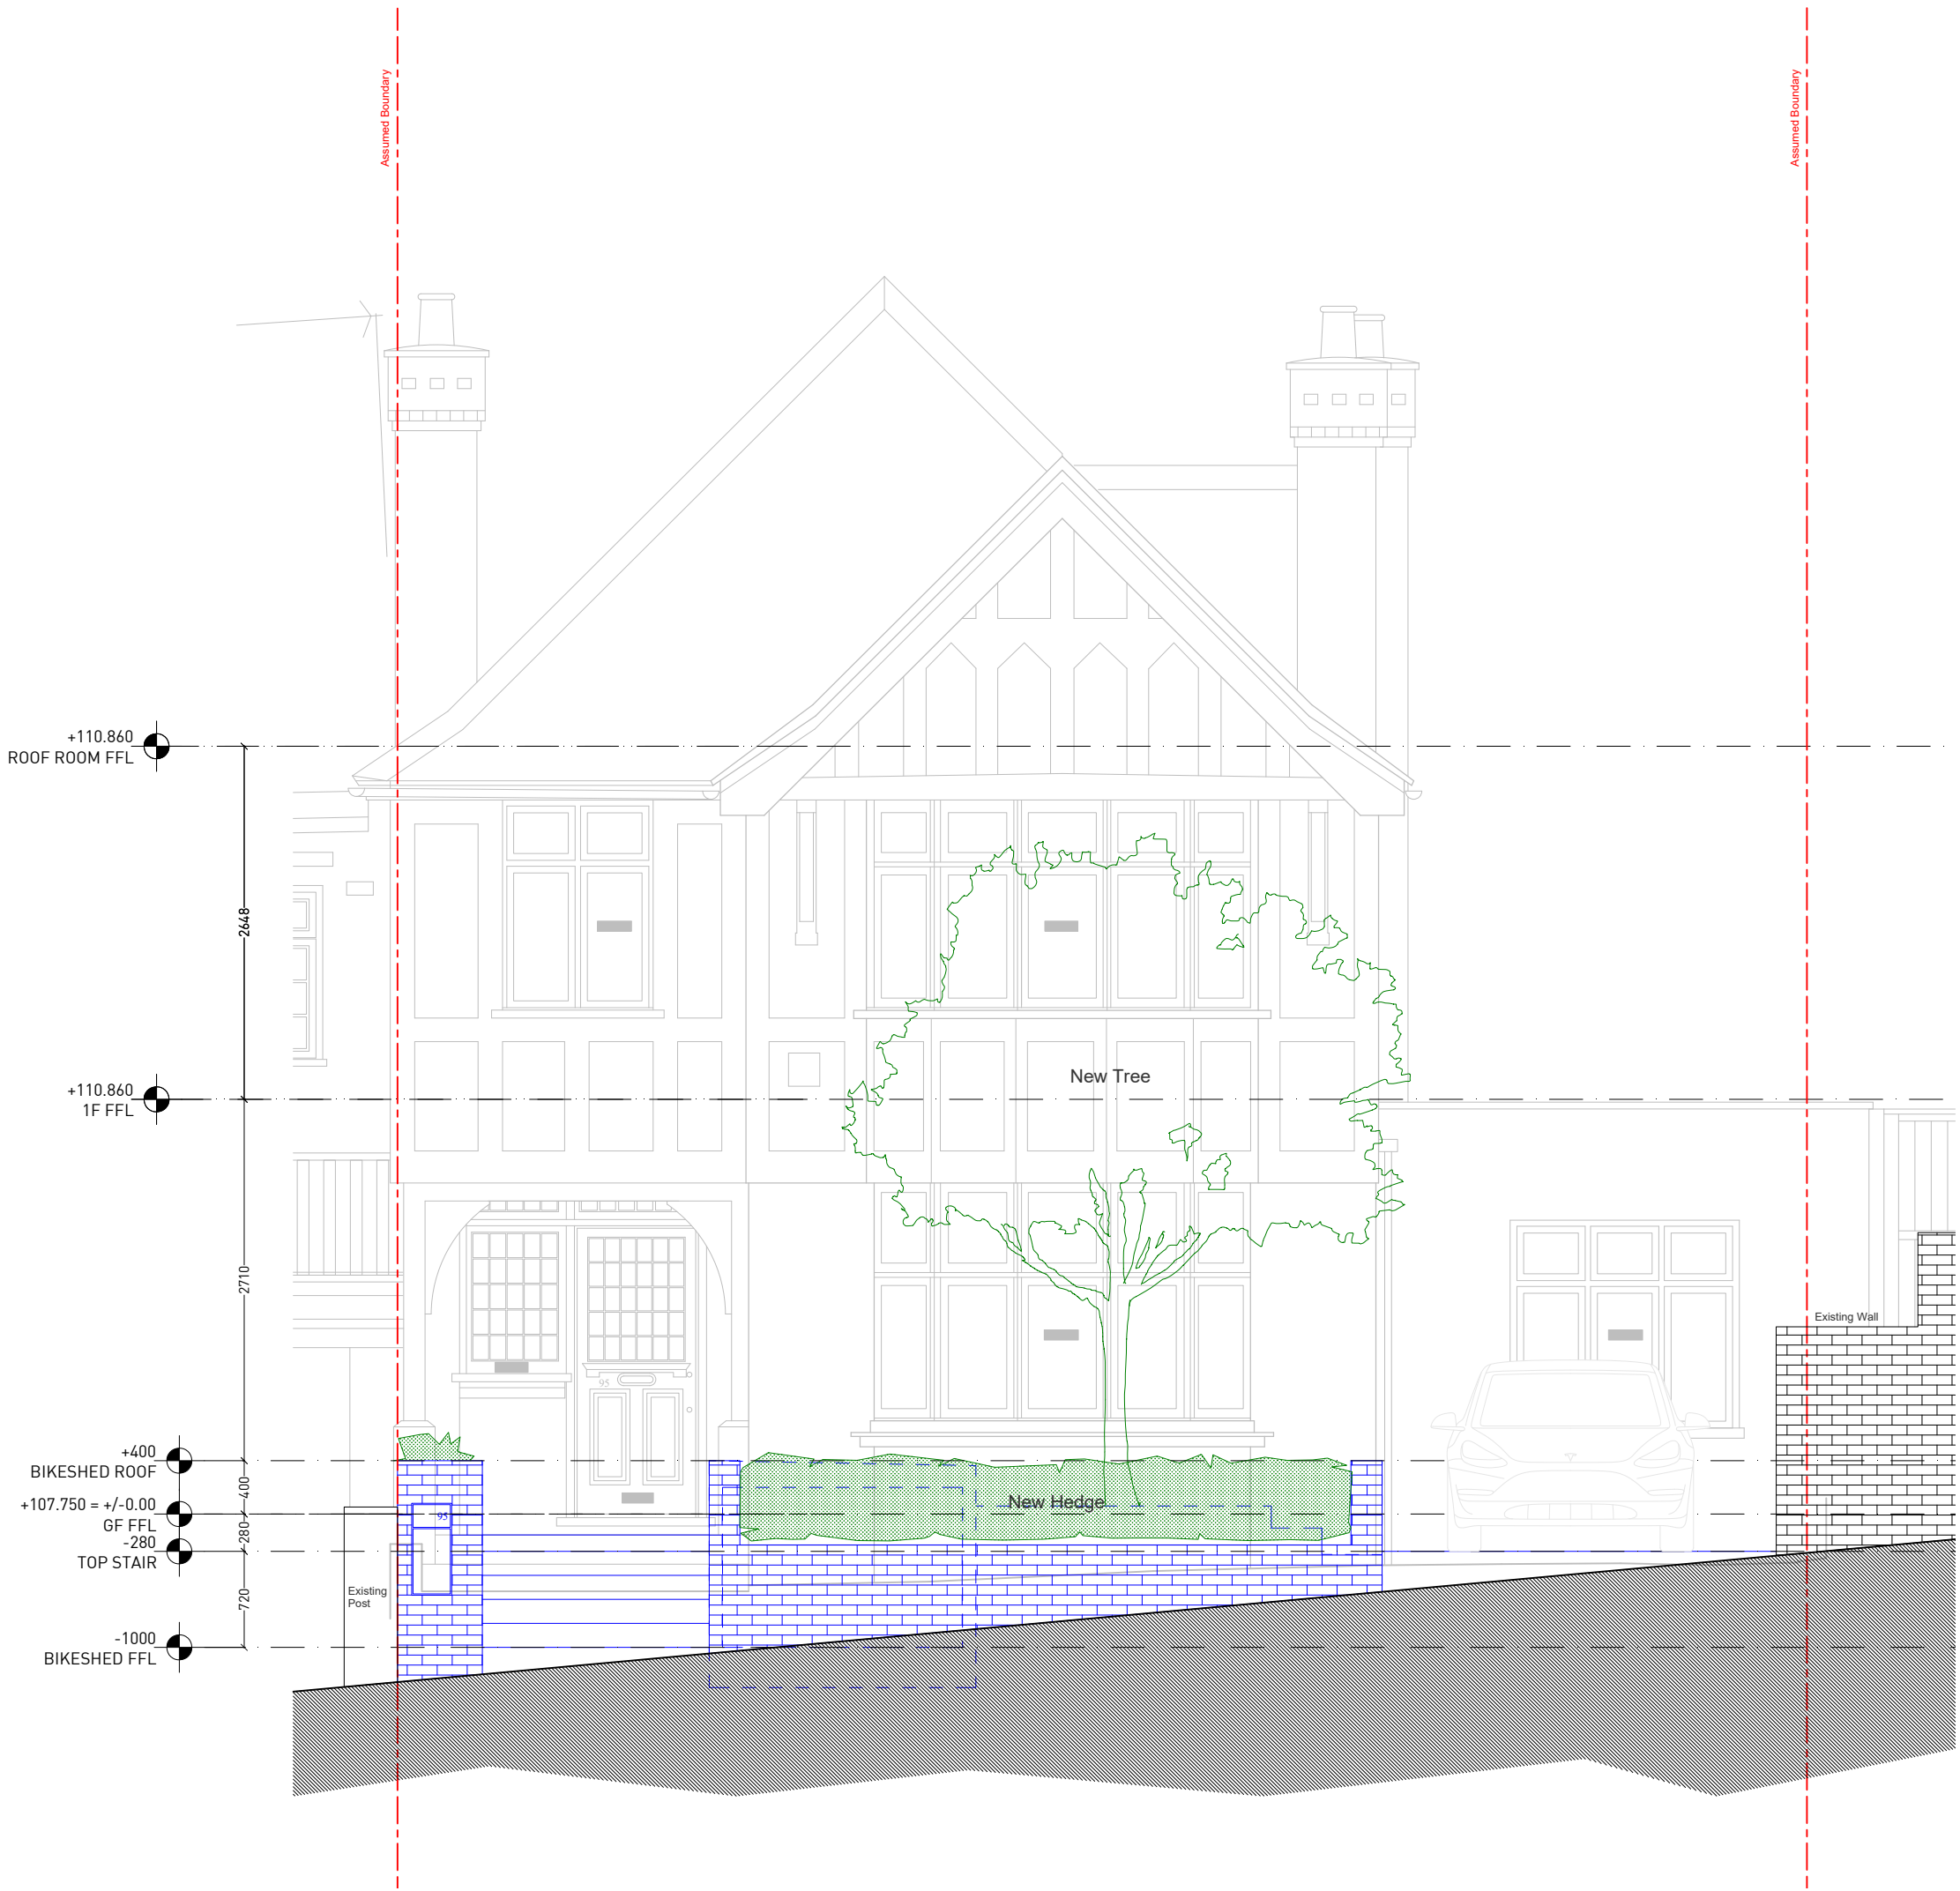 Assumed Boundary
Assumed Boundary
+110.860
ROOF ROOM FFL
2648
+110.860
1F FFL
New Tree
2710
Existing Wall
95
+400
BIKESHED ROOF
400
+107.750 = +/-0.00
GF FFL
New Hedge
95
280
-280
TOP STAIR
Existing
Post
720
-1000
BIKESHED FFL